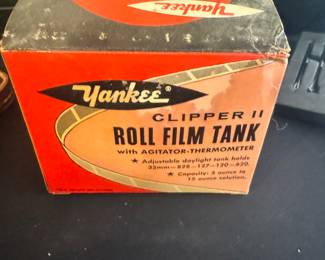 Yankee
Yankee®
CLIPPER II
ROLL FILM TANK
with AGITATOR-THERMOMETER
★ Adjustable daylight tank holds
35mm—828—127—120—620.
★ Capacity: 8 ounce to
15 ounce solution.